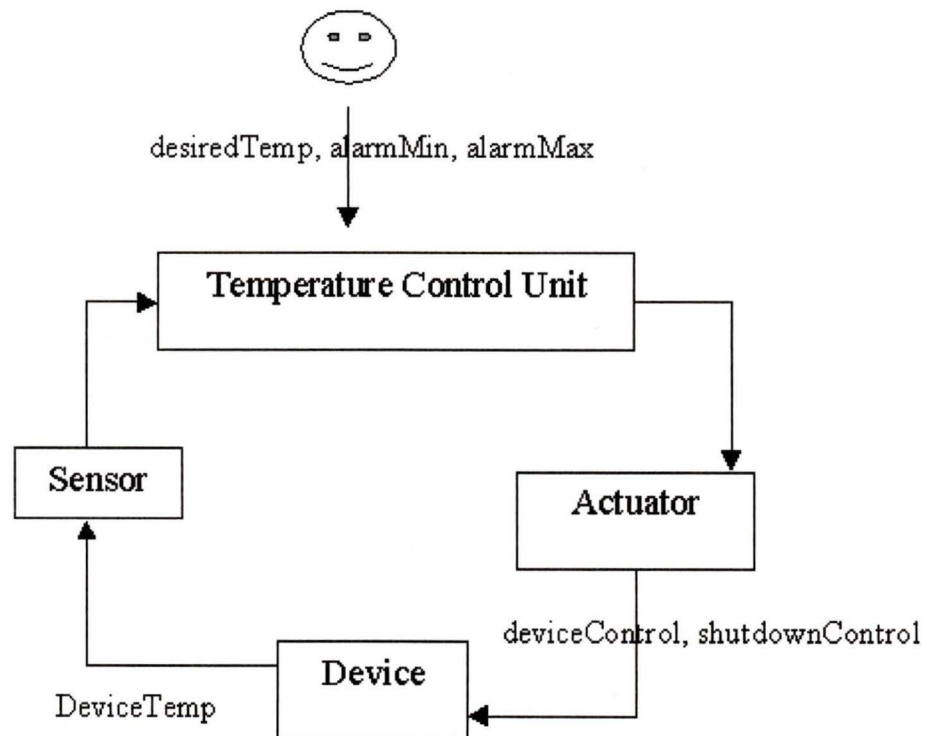 desiredTemp, alarmMin, alarmMax
Temperature Control Unit
Sensor
Actuator
deviceControl, shutdownControl
Device
DeviceTemp